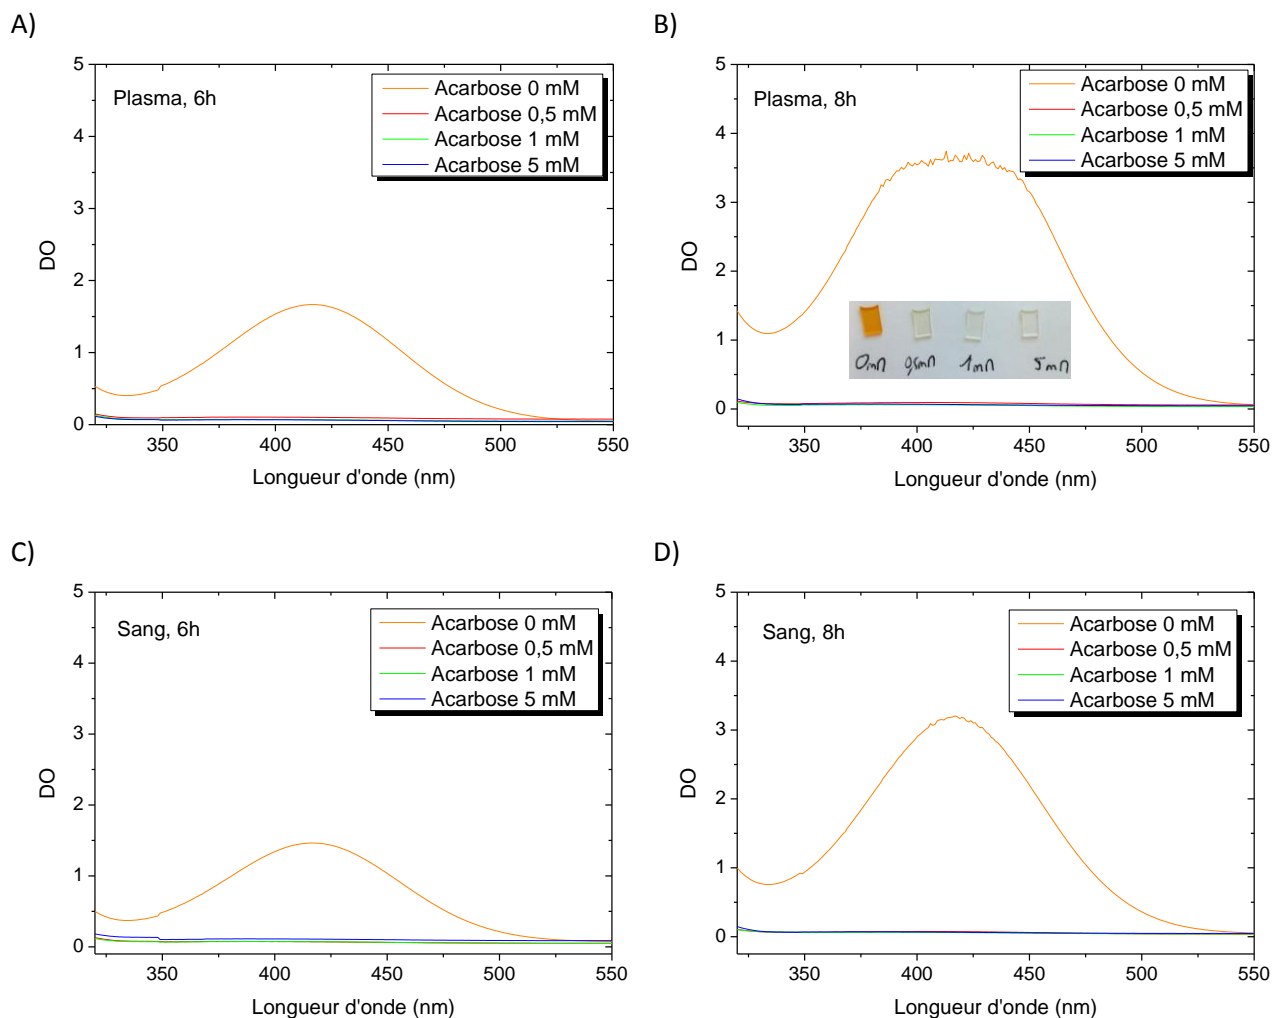 A)
5
4
3
2
1
0
DO
Plasma, 6h
Acarbose 0 mM
Acarbose 0,5 mM
Acarbose 1 mM
Acarbose 5 mM
350 400 450 500 550
Longueur d'onde (nm)
B)
5
4
3
2
1
0
DO
Plasma, 8h
Acarbose 0 mM
Acarbose 0,5 mM
Acarbose 1 mM
Acarbose 5 mM
0mM 0,5mM 1mM 5mM
350 400 450 500 550
Longueur d'onde (nm)
C)
5
4
3
2
1
0
DO
Sang, 6h
Acarbose 0 mM
Acarbose 0,5 mM
Acarbose 1 mM
Acarbose 5 mM
350 400 450 500 550
Longueur d'onde (nm)
D)
5
4
3
2
1
0
DO
Sang, 8h
Acarbose 0 mM
Acarbose 0,5 mM
Acarbose 1 mM
Acarbose 5 mM
350 400 450 500 550
Longueur d'onde (nm)